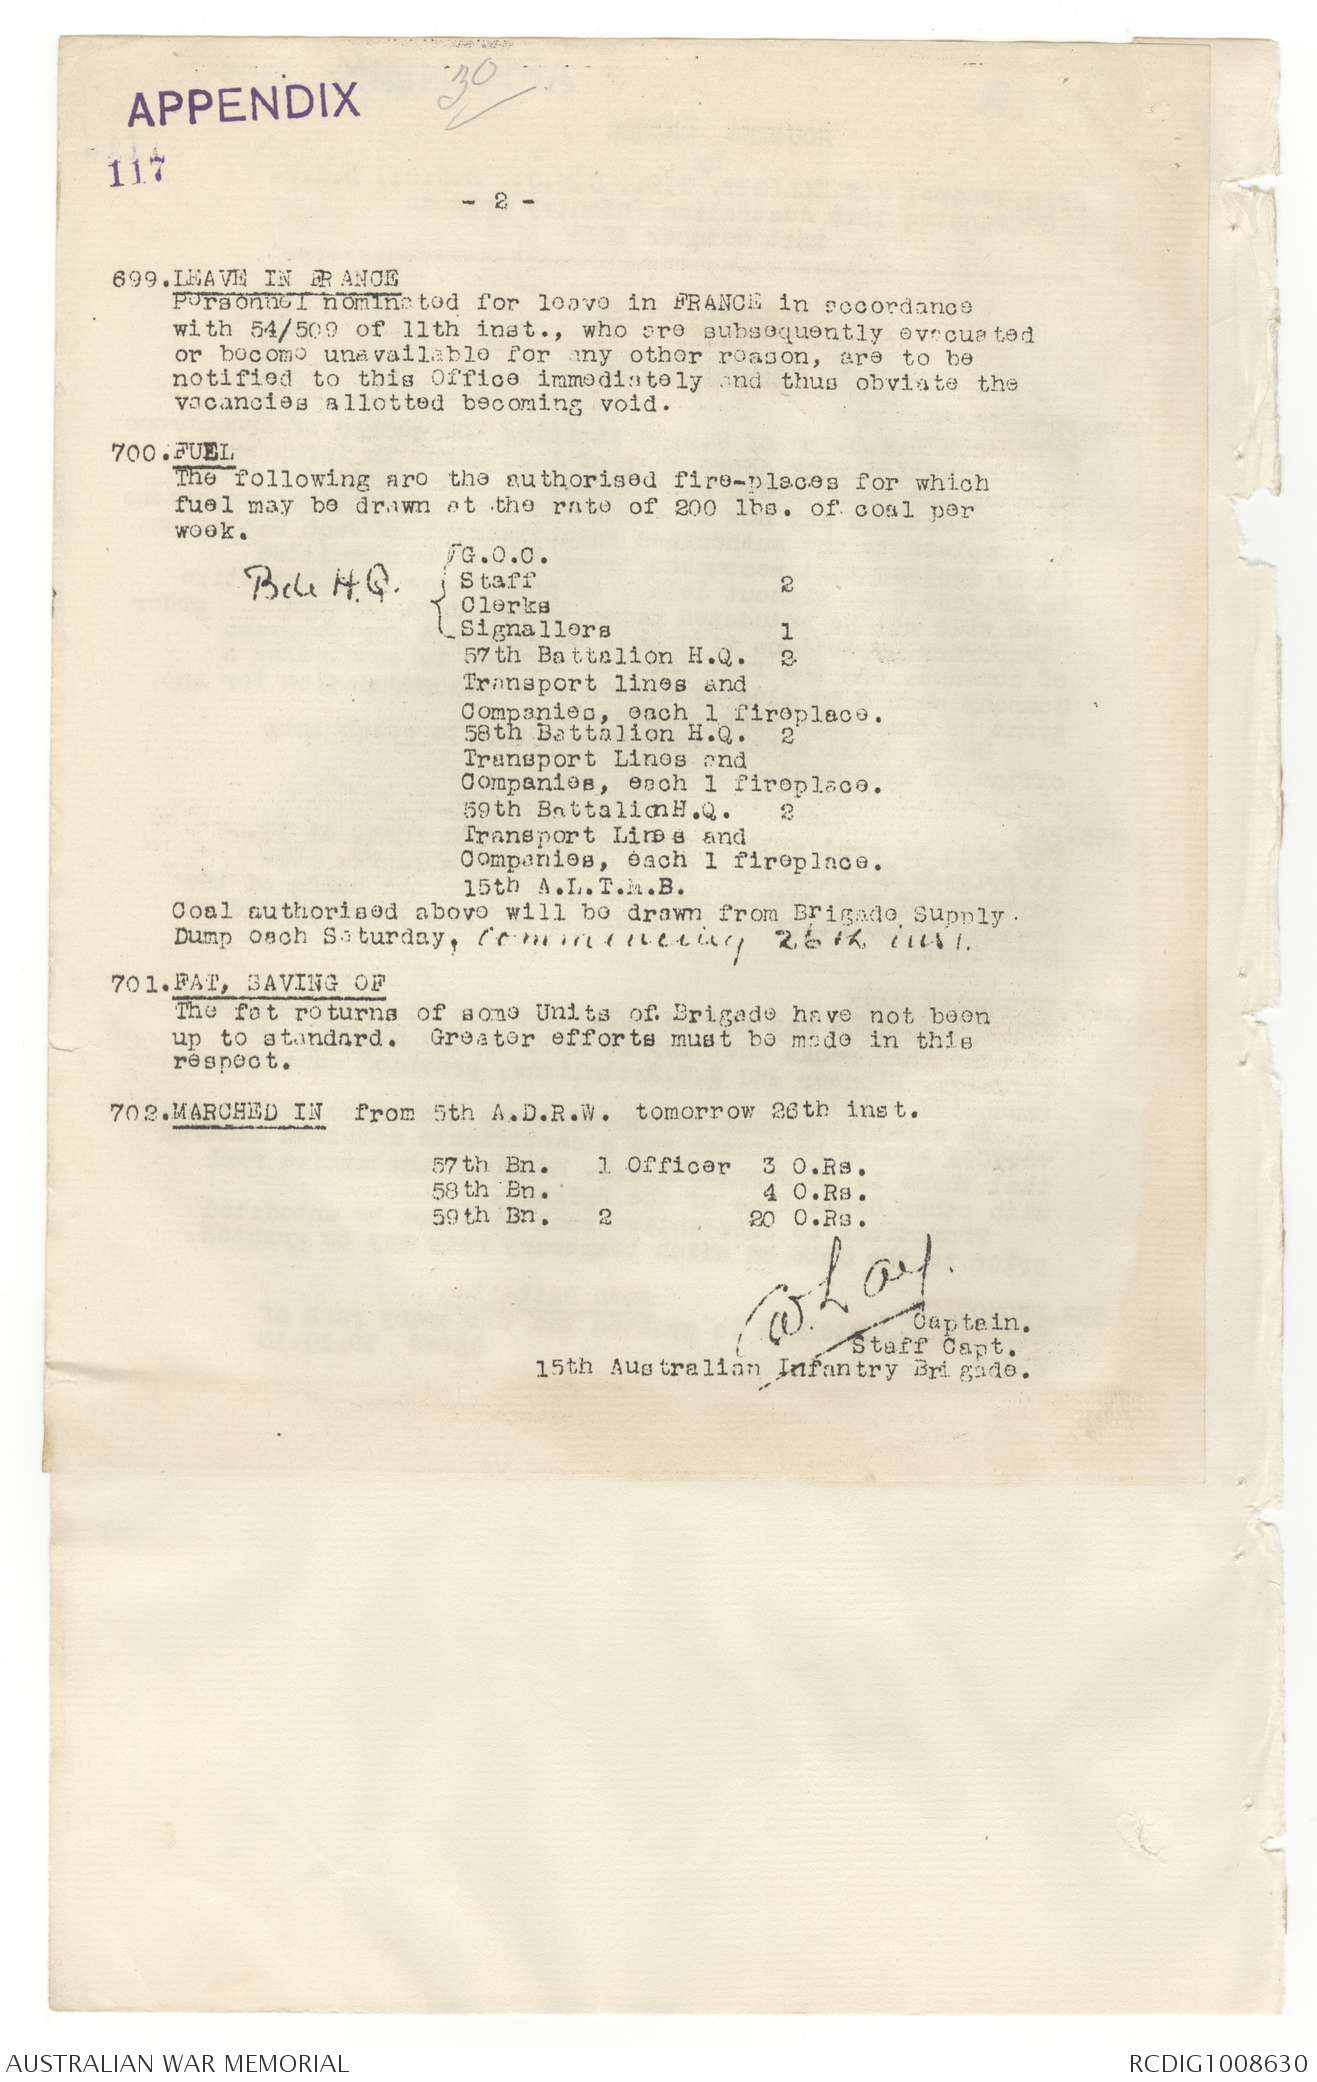 APPENDIX
30
117
- 2 -
699. LEAVE IN FRANCE
Personnel nominated for leave in FRANCE in accordance
with 54/509 of 11th inst., who are subsequently evacuated
or become unavailable for any other reason, are to be
notified to this Office immediately and thus obviate the
vacancies allotted becoming void.
700. FUEL
The following are the authorised fire-places for which
fuel may be drawn at the rate of 200 lbs. of coal per
week.
Bde H.Q.
G.O.C.
Staff 2
Clerks
Signallers 1
57th Battalion H.Q. 2
Transport lines and
Companies, each 1 fireplace.
58th Battalion H.Q. 2
Transport Lines and
Companies, each 1 fireplace.
59th Battalion H.Q. 2
Transport Lines and
Companies, each 1 fireplace.
15th A.L.T.M.B.
Coal authorised above will be drawn from Brigade Supply
Dump each Saturday, commencing 26th inst.
701. FAT, SAVING OF
The fat returns of some Units of Brigade have not been
up to standard. Greater efforts must be made in this
respect.
702. MARCHED IN from 5th A.D.R.W. tomorrow 26th inst.
57th Bn. 1 Officer 3 O.Rs.
58th Bn. 4 O.Rs.
59th Bn. 2 20 O.Rs.
Captain.
Staff Capt.
15th Australian Infantry Brigade.
AUSTRALIAN WAR MEMORIAL
RCDIG1008630